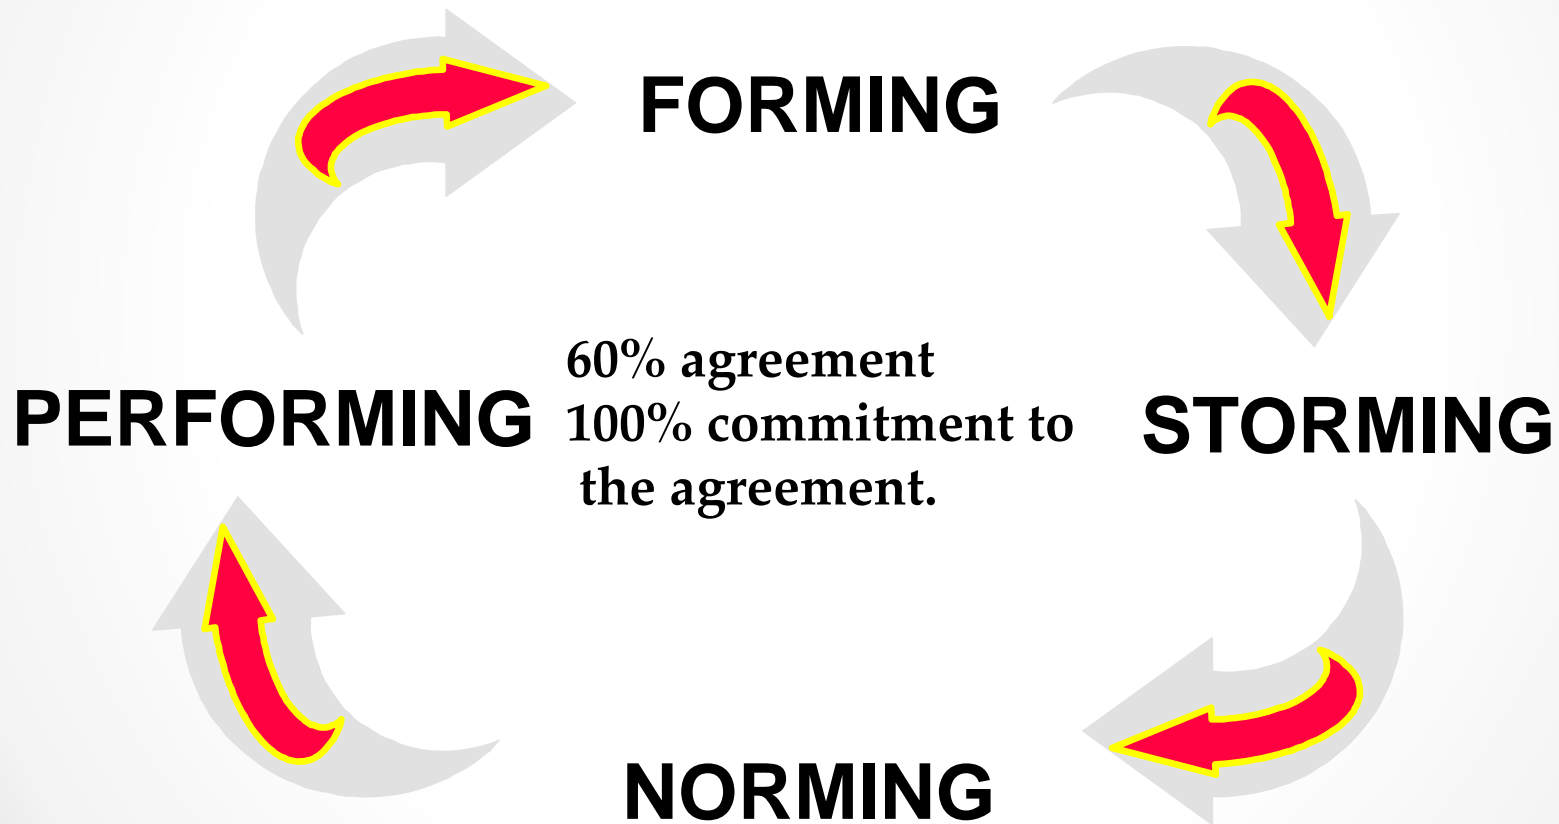 FORMING
60% agreement
PERFORMING 100% commitment to STORMING
the agreement.
NORMING